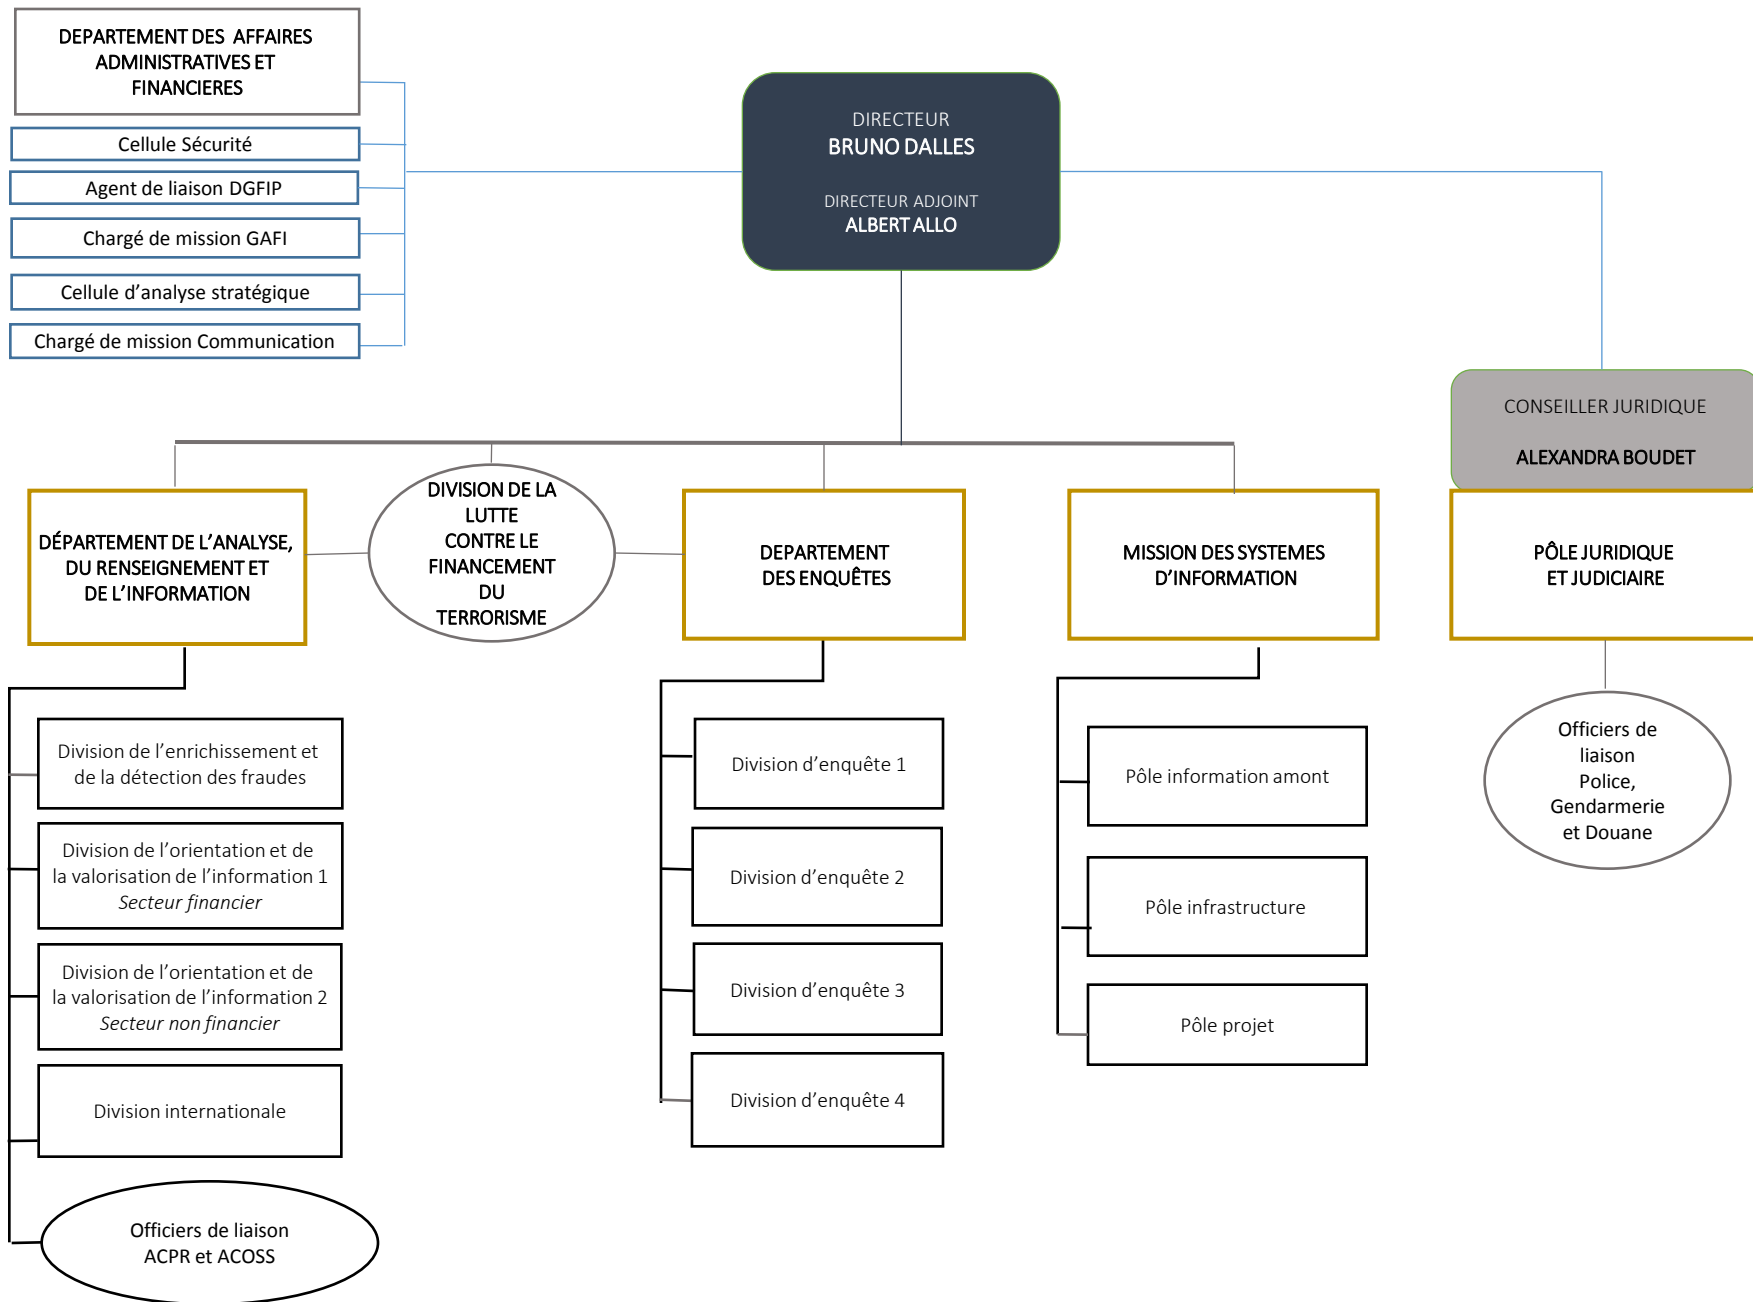 DEPARTEMENT DES AFFAIRES
ADMINISTRATIVES ET
FINANCIERES
Cellule Sécurité
Agent de liaison DGFIP
Chargé de mission GAFI
Cellule d’analyse stratégique
Chargé de mission Communication
DIRECTEUR
BRUNO DALLES
DIRECTEUR ADJOINT
ALBERT ALLO
CONSEILLER JURIDIQUE
ALEXANDRA BOUDET
DÉPARTEMENT DE L’ANALYSE,
DU RENSEIGNEMENT ET
DE L’INFORMATION
DIVISION DE LA
LUTTE
CONTRE LE
FINANCEMENT
DU
TERRORISME
DEPARTEMENT
DES ENQUÊTES
MISSION DES SYSTEMES
D’INFORMATION
PÔLE JURIDIQUE
ET JUDICIAIRE
Division de l’enrichissement et
de la détection des fraudes
Division de l’orientation et de
la valorisation de l’information 1
Secteur financier
Division de l’orientation et de
la valorisation de l’information 2
Secteur non financier
Division internationale
Officiers de liaison
ACPR et ACOSS
Division d’enquête 1
Division d’enquête 2
Division d’enquête 3
Division d’enquête 4
Pôle information amont
Pôle infrastructure
Pôle projet
Officiers de
liaison
Police,
Gendarmerie
et Douane